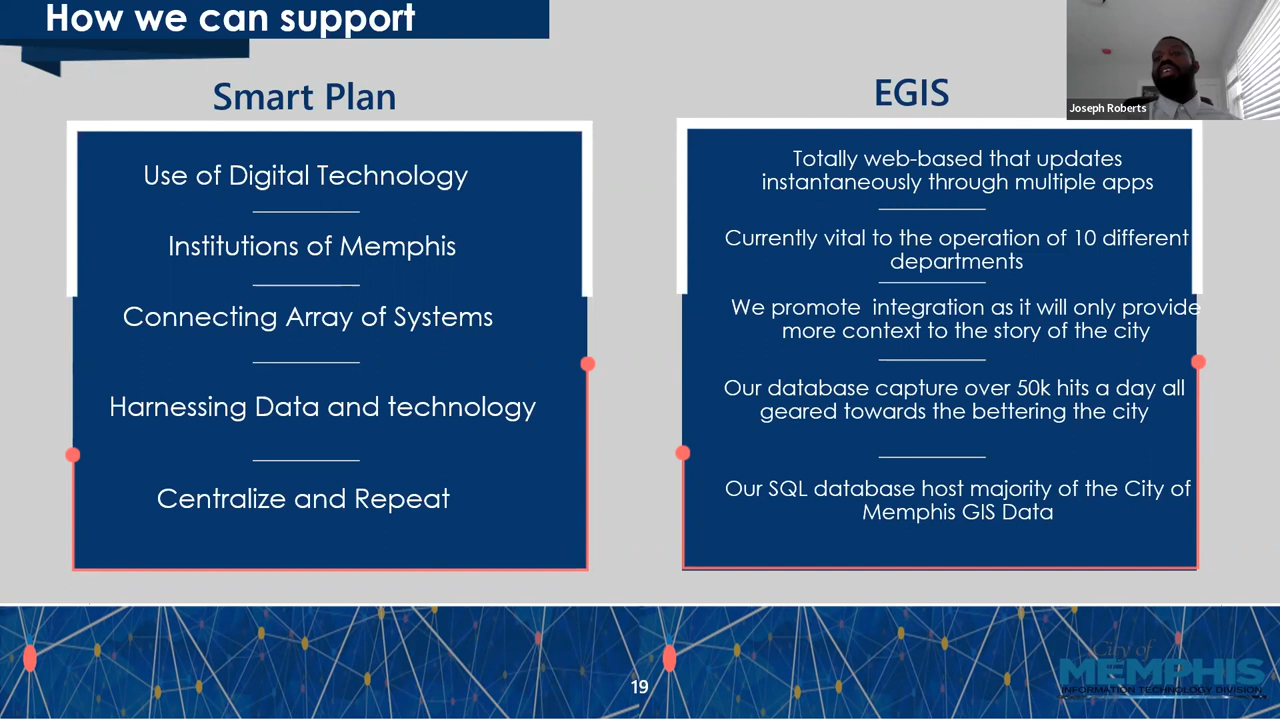 How we can support
Joseph Roberts
Smart Plan
Use of Digital Technology
Institutions of Memphis
Connecting Array of Systems
Harnessing Data and technology
Centralize and Repeat
EGIS
Totally web-based that updates
instantaneously through multiple apps
Currently vital to the operation of 10 different
departments
We promote  integration as it will only provide
more context to the story of the city
Our database capture over 50k hits a day all
geared towards the bettering the city
Our SQL database host majority of the City of
Memphis GIS Data
19
City of
MEMPHIS
INFORMATION TECHNOLOGY DIVISION